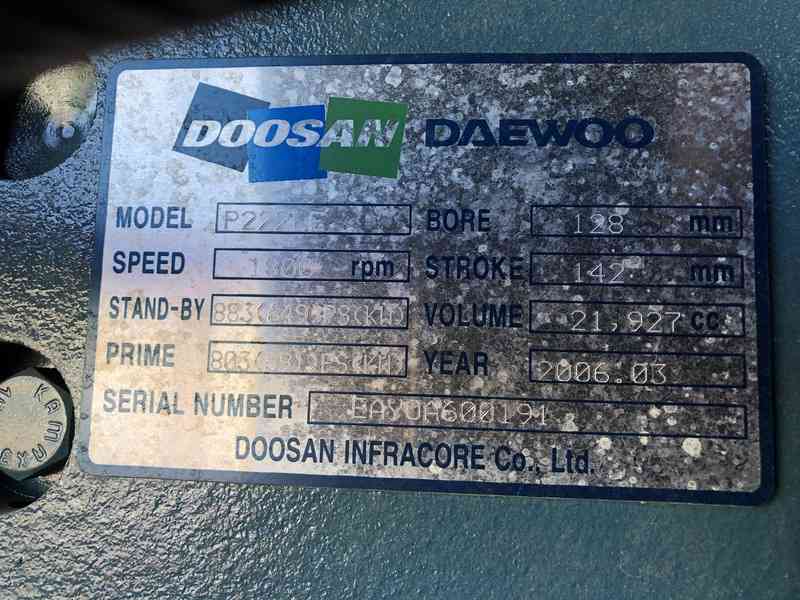 DOOSAN DAEWOO
MODEL BORE 128 mm
SPEED 1800 rpm STROKE 142 mm
STAND-BY VOLUME 21,927 cc
PRIME YEAR 2006.03
SERIAL NUMBER
DOOSAN INFRACORE Co., Ltd.